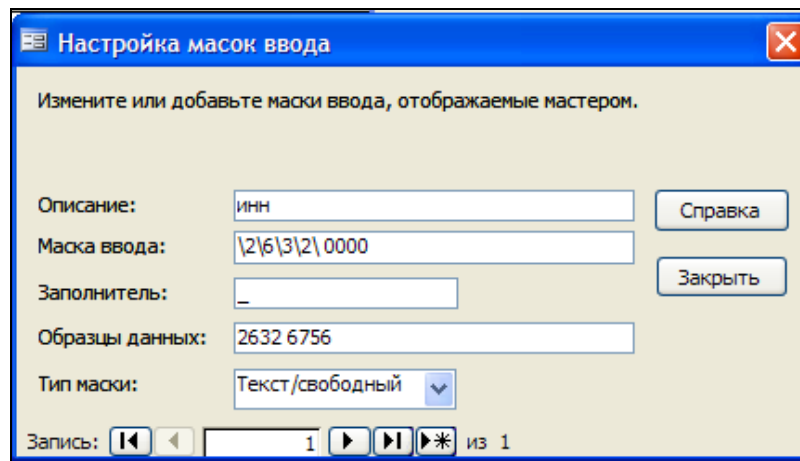 Настройка масок ввода
Измените или добавьте маски ввода, отображаемые мастером.
Описание: инн
Справка
Маска ввода: \2\6\3\2\ 0000
Закрыть
Заполнитель: _
Образцы данных: 2632 6756
Тип маски: Текст/свободный
Запись: 1 из 1